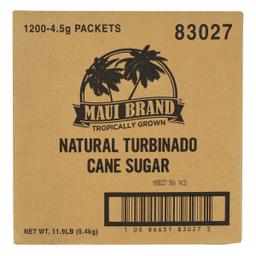 1200-4.5g PACKETS
83027
MAUI BRAND
TROPICALLY GROWN
NATURAL TURBINADO
CANE SUGAR
NET WT. 11.9LB (5.4kg)
1 00 86631 83027 5